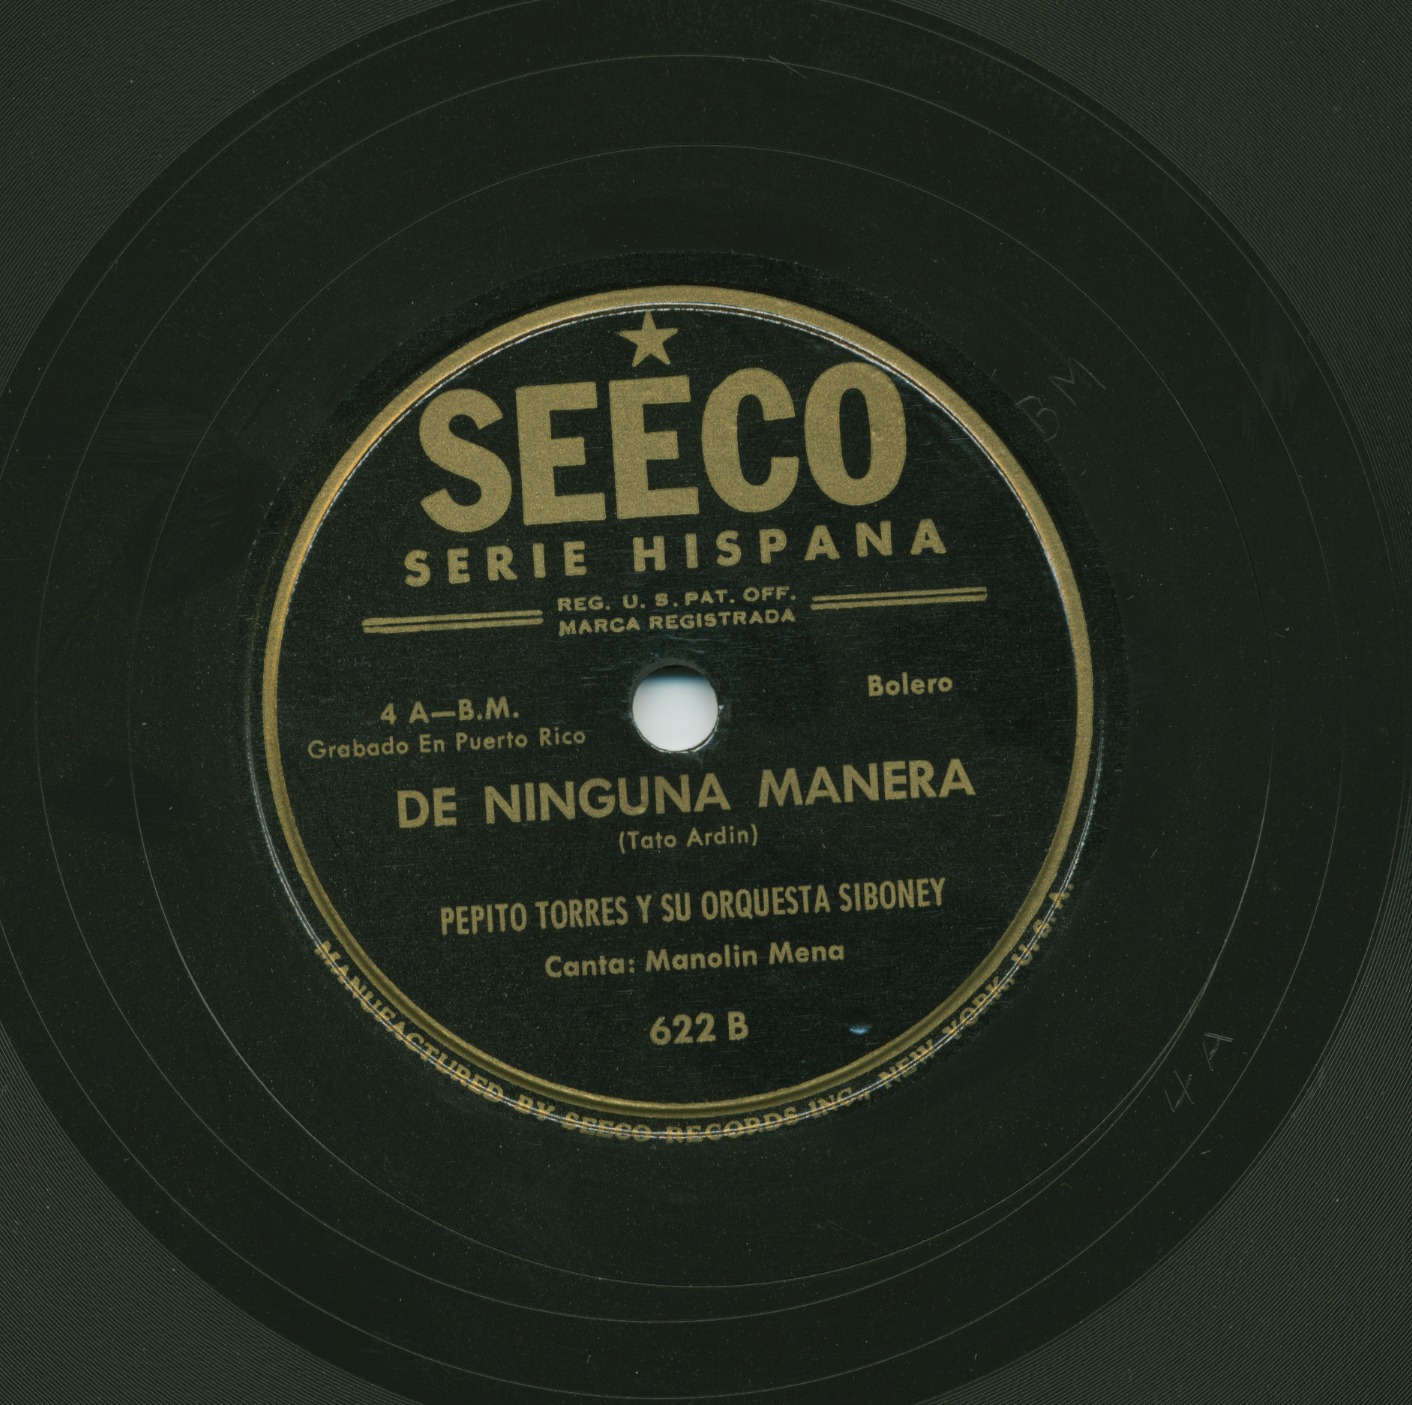 SEECO
SERIE HISPANA
REG. U. S. PAT. OFF.
MARCA REGISTRADA
Bolero
4 A—B.M.
Grabado En Puerto Rico
DE NINGUNA MANERA
(Tato Ardin)
PEPITO TORRES Y SU ORQUESTA SIBONEY
Canta: Manolin Mena
622 B
MANUFACTURED BY SEECO RECORDS INC., NEW YORK, U. S. A.
BM
4A